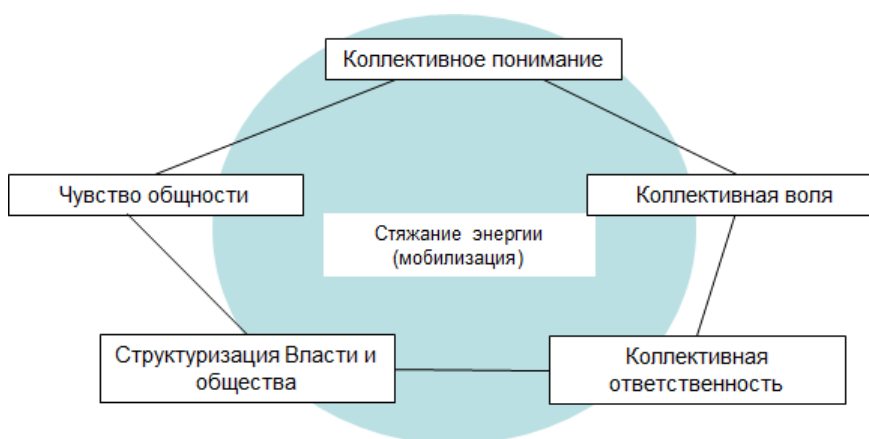 Коллективное понимание
Чувство общности
Коллективная воля
Стяжание энергии
(мобилизация)
Структуризация Власти и
общества
Коллективная
ответственность